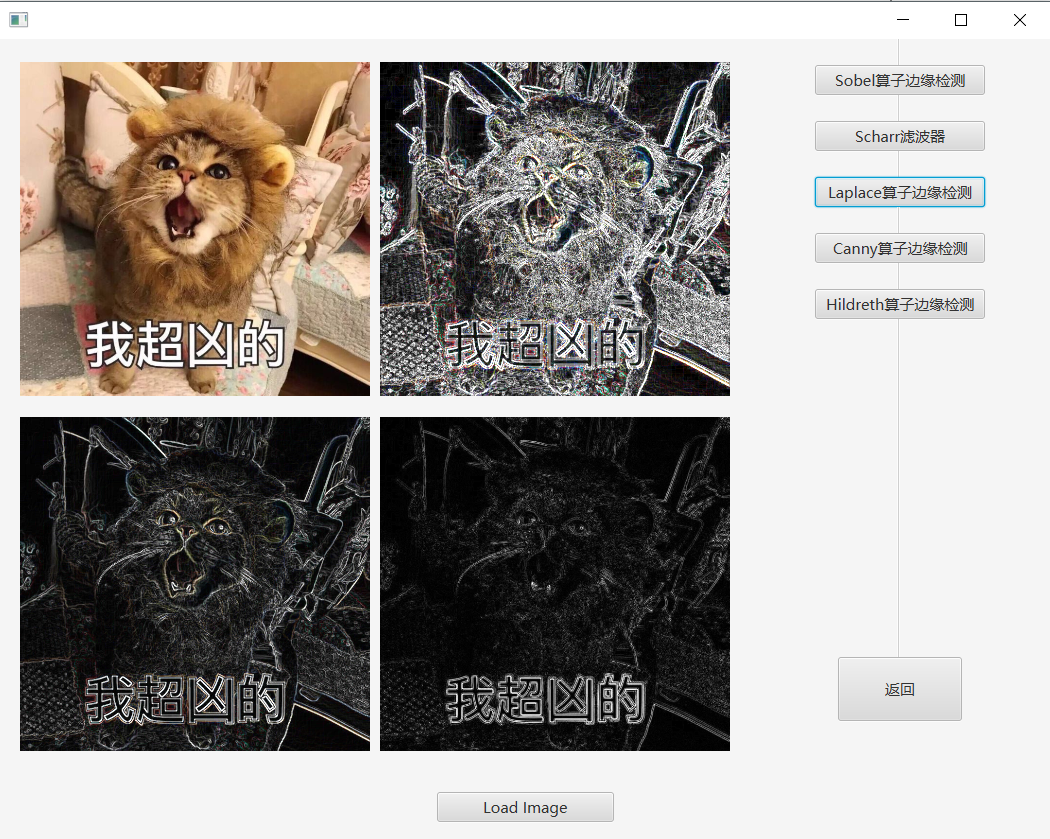 Sobel算子边缘检测
Scharr滤波器
Laplace算子边缘检测
Canny算子边缘检测
Hildreth算子边缘检测
我超凶的
我超凶的
我超凶的
我超凶的
返回
Load Image